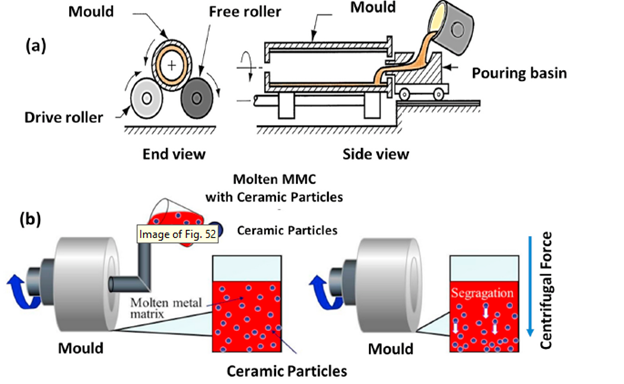 Mould
Free roller
Mould
(a)
Pouring basin
Drive roller
End view
Side view
Molten MMC
with Ceramic Particles
(b)
Image of Fig. 52
Ceramic Particles
Molten metal
matrix
Segragation
Centrifugal Force
Mould
Mould
Ceramic Particles